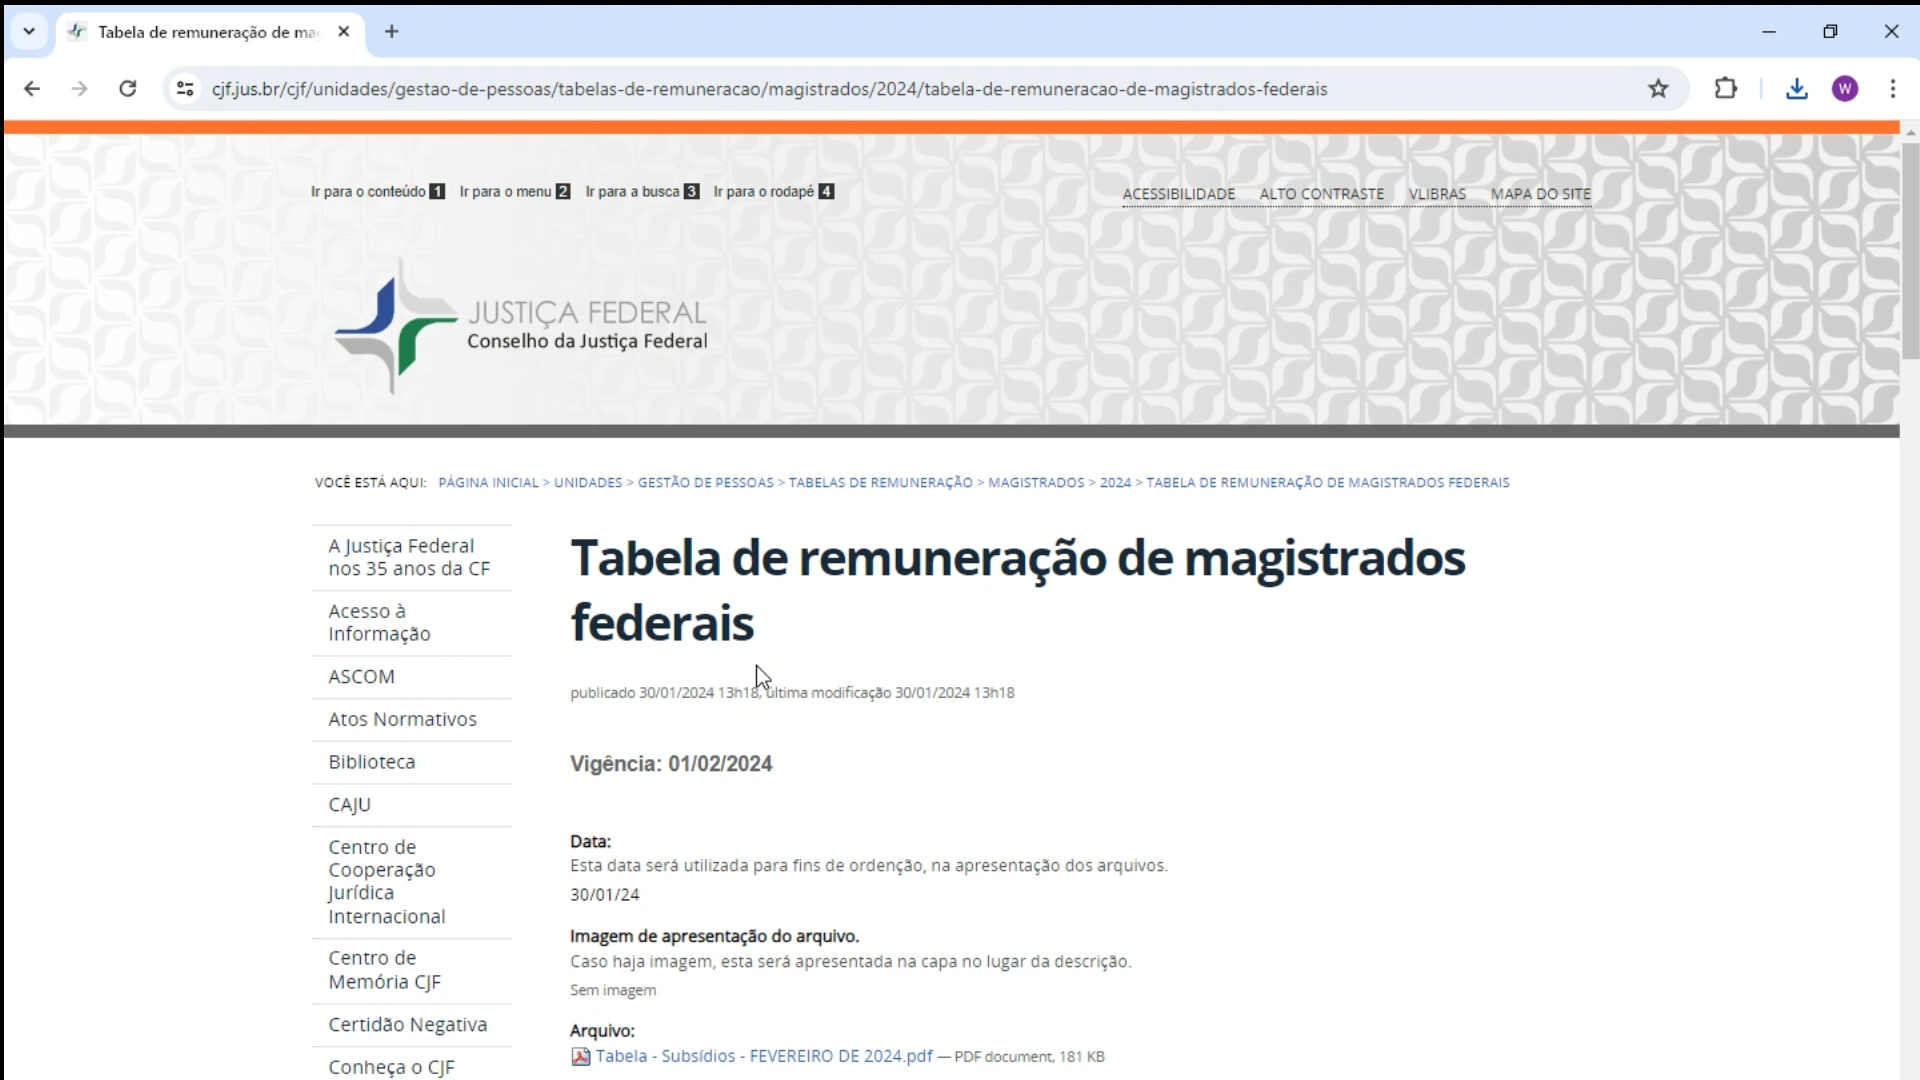 Tabela de remuneração de ma
cjf.jus.br/cjf/unidades/gestao-de-pessoas/tabelas-de-remuneracao/magistrados/2024/tabela-de-remuneracao-de-magistrados-federais
W
Ir para o conteúdo 1 Ir para o menu 2 Ir para a busca 3 Ir para o rodapé 4
ACESSIBILIDADE ALTO CONTRASTE VLIBRAS MAPA DO SITE
JUSTIÇA FEDERAL
Conselho da Justiça Federal
VOCÊ ESTÁ AQUI: PÁGINA INICIAL > UNIDADES > GESTÃO DE PESSOAS > TABELAS DE REMUNERAÇÃO > MAGISTRADOS > 2024 > TABELA DE REMUNERAÇÃO DE MAGISTRADOS FEDERAIS
A Justiça Federal
nos 35 anos da CF
Acesso à
Informação
ASCOM
Atos Normativos
Biblioteca
CAJU
Centro de
Cooperação
Jurídica
Internacional
Centro de
Memória CJF
Certidão Negativa
Conheça o CJF
Tabela de remuneração de magistrados
federais
publicado 30/01/2024 13h18, última modificação 30/01/2024 13h18
Vigência: 01/02/2024
Data:
Esta data será utilizada para fins de ordenção, na apresentação dos arquivos.
30/01/24
Imagem de apresentação do arquivo.
Caso haja imagem, esta será apresentada na capa no lugar da descrição.
Sem imagem
Arquivo:
Tabela - Subsídios - FEVEREIRO DE 2024.pdf — PDF document, 181 KB